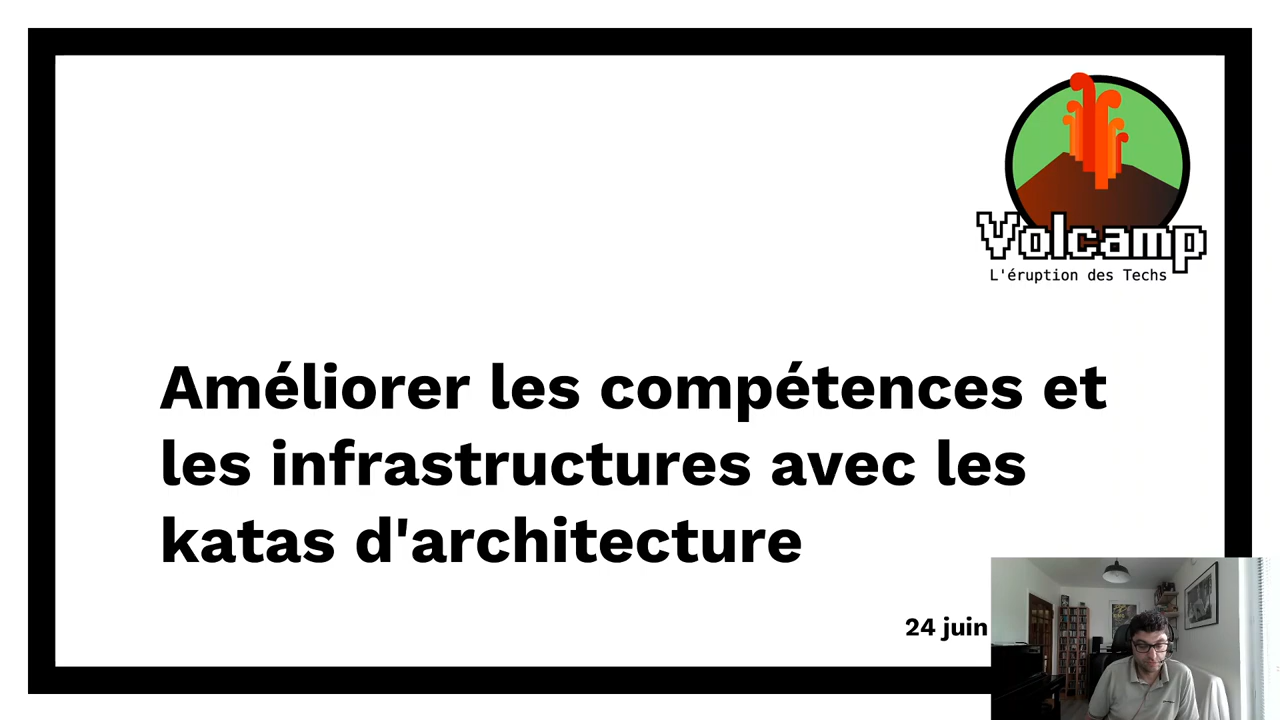 Volcamp
L'éruption des Techs
Améliorer les compétences et
les infrastructures avec les
katas d'architecture
24 juin